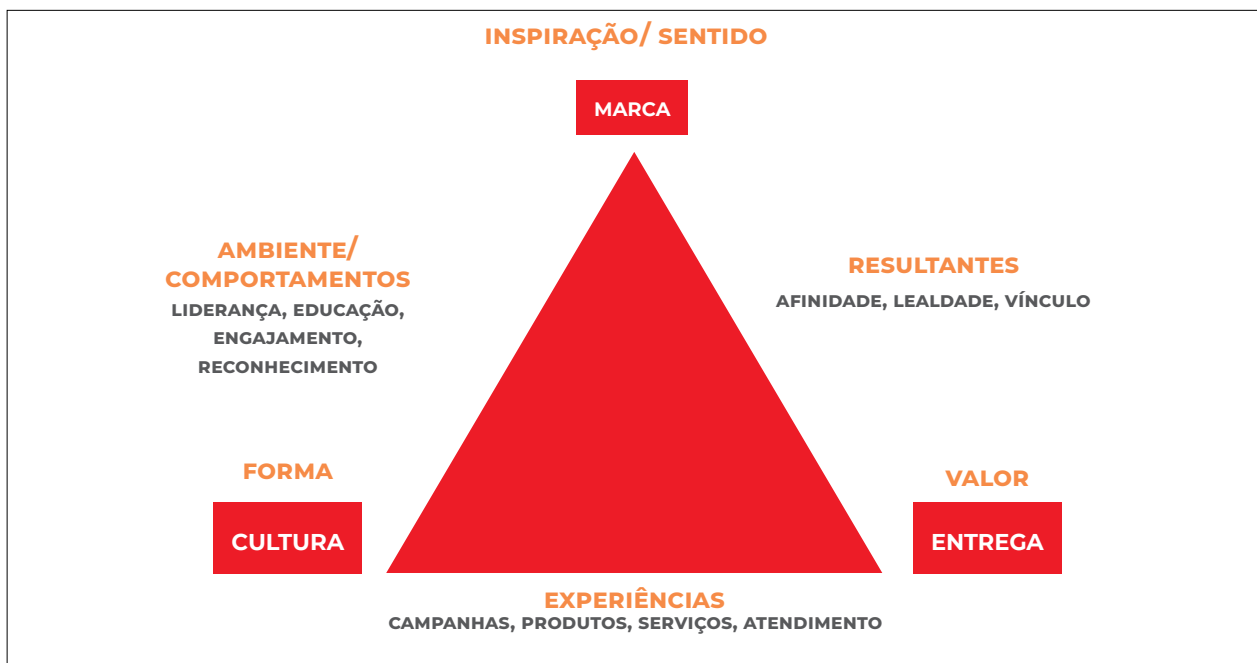 INSPIRAÇÃO/ SENTIDO
MARCA
AMBIENTE/
COMPORTAMENTOS
LIDERANÇA, EDUCAÇÃO,
ENGAJAMENTO,
RECONHECIMENTO
RESULTANTES
AFINIDADE, LEALDADE, VÍNCULO
FORMA
CULTURA
VALOR
ENTREGA
EXPERIÊNCIAS
CAMPANHAS, PRODUTOS, SERVIÇOS, ATENDIMENTO